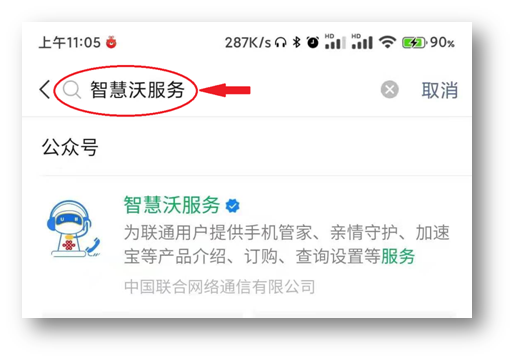 上午11:05 287K/s HD HD 90%
智慧沃服务 取消
公众号
智慧沃服务
为联通用户提供手机管家、亲情守护、加速
宝等产品介绍、订购、查询设置等服务
中国联合网络通信有限公司